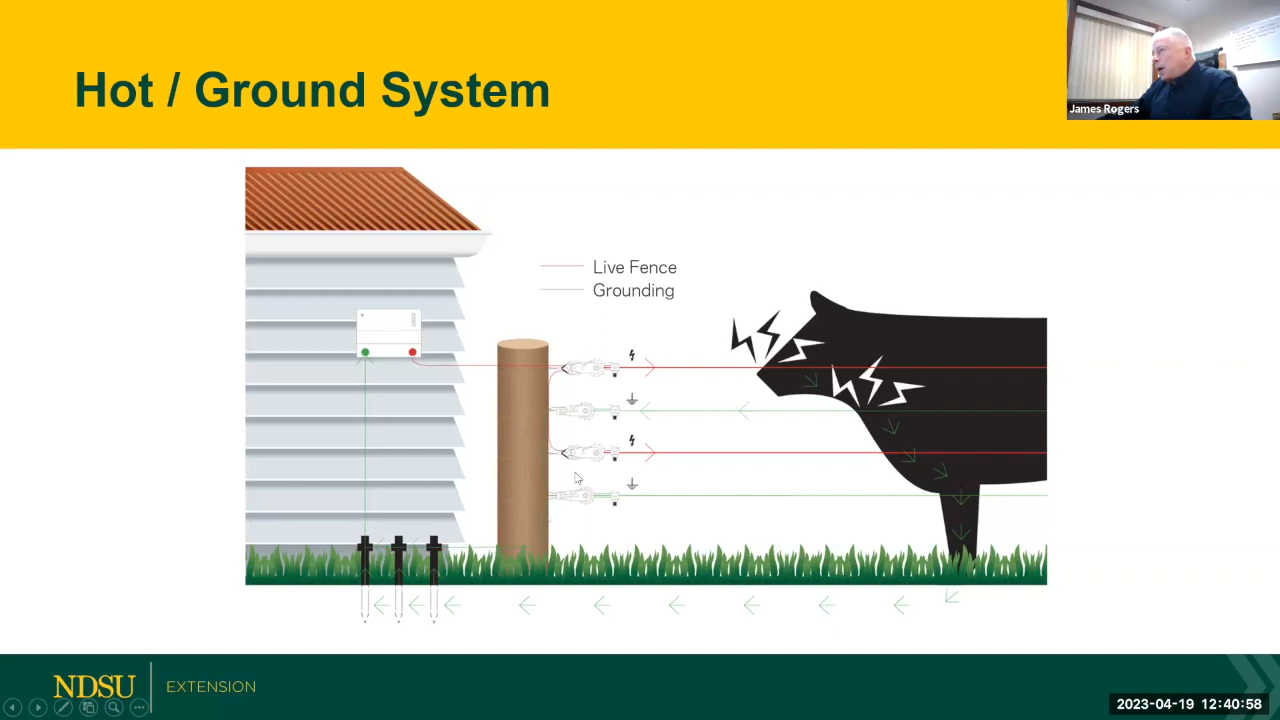 Hot / Ground System
James Rogers
Live Fence
Grounding
NDSU
EXTENSION
2023-04-19 12:40:58